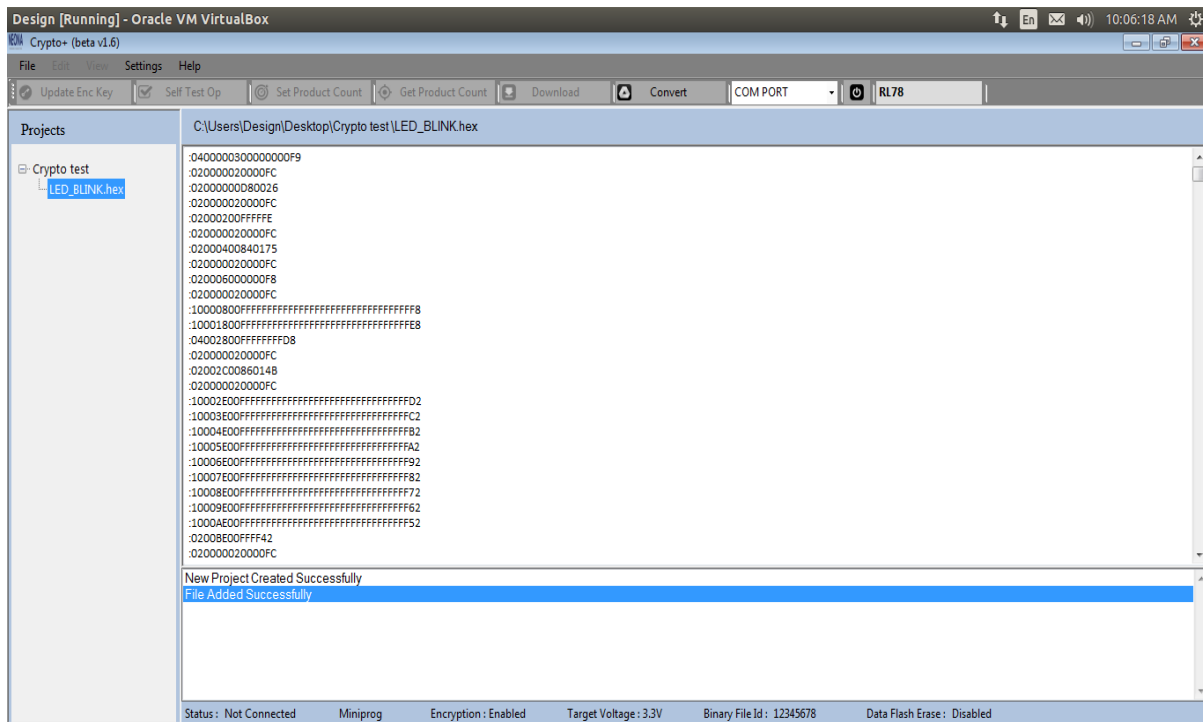 Design [Running] - Oracle VM VirtualBox En 10:06:18 AM
Crypto+ (beta v1.6)
File Edit View Settings Help
Update Enc Key Self Test Op Set Product Count Get Product Count Download Convert COM PORT RL78
Projects
C:\Users\Design\Desktop\Crypto test\LED_BLINK.hex
Crypto test
LED_BLINK.hex
:0400000300000000F9
:020000020000FC
:02000000D80026
:020000020000FC
:02000200FFFFFE
:020000020000FC
:02000400840175
:020000020000FC
:020006000000F8
:020000020000FC
:10000800FFFFFFFFFFFFFFFFFFFFFFFFFFFFFFFFF8
:10001800FFFFFFFFFFFFFFFFFFFFFFFFFFFFFFFFE8
:04002800FFFFFFFFD8
:020000020000FC
:02002C0086014B
:020000020000FC
:10002E00FFFFFFFFFFFFFFFFFFFFFFFFFFFFFFFFD2
:10003E00FFFFFFFFFFFFFFFFFFFFFFFFFFFFFFFFC2
:10004E00FFFFFFFFFFFFFFFFFFFFFFFFFFFFFFFFB2
:10005E00FFFFFFFFFFFFFFFFFFFFFFFFFFFFFFFFA2
:10006E00FFFFFFFFFFFFFFFFFFFFFFFFFFFFFFFF92
:10007E00FFFFFFFFFFFFFFFFFFFFFFFFFFFFFFFF82
:10008E00FFFFFFFFFFFFFFFFFFFFFFFFFFFFFFFF72
:10009E00FFFFFFFFFFFFFFFFFFFFFFFFFFFFFFFF62
:1000AE00FFFFFFFFFFFFFFFFFFFFFFFFFFFFFFFF52
:0200BE00FFFF42
:020000020000FC
New Project Created Successfully
File Added Successfully
Status : Not Connected Miniprog Encryption : Enabled Target Voltage : 3.3V Binary File Id : 12345678 Data Flash Erase : Disabled